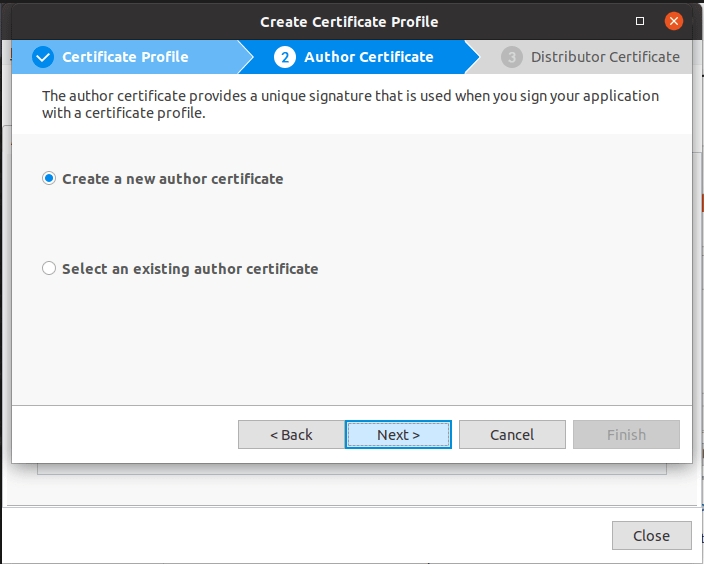 Create Certificate Profile
Certificate Profile
2 Author Certificate
3 Distributor Certificate
The author certificate provides a unique signature that is used when you sign your application
with a certificate profile.
Create a new author certificate
Select an existing author certificate
< Back
Next >
Cancel
Finish
Close